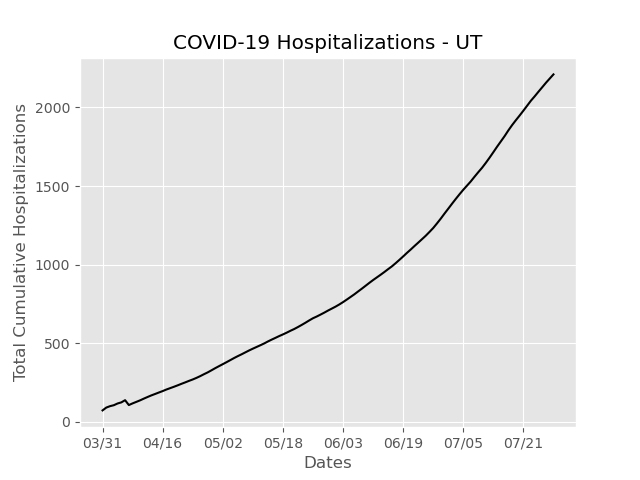 COVID-19 Hospitalizations - UT
Total Cumulative Hospitalizations
2000
1500
1000
500
0
03/31 04/16 05/02 05/18 06/03 06/19 07/05 07/21
Dates